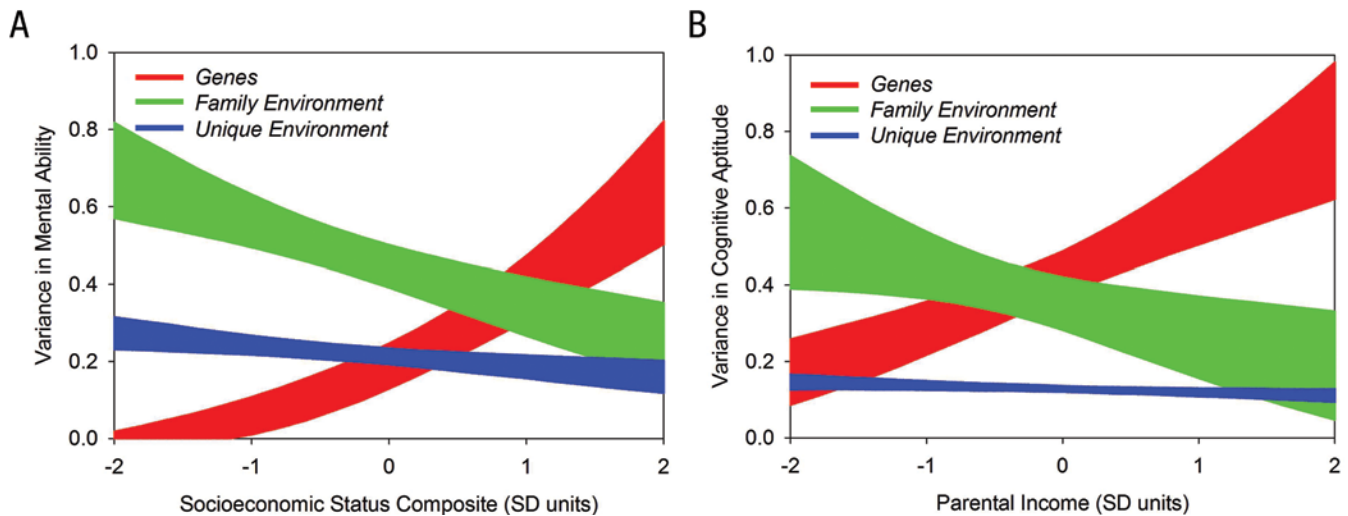 A
Variance in Mental Ability
1.0
0.8
0.6
0.4
0.2
0.0
Genes
Family Environment
Unique Environment
-2
-1
0
1
2
Socioeconomic Status Composite (SD units)
B
Variance in Cognitive Aptitude
1.0
0.8
0.6
0.4
0.2
0.0
Genes
Family Environment
Unique Environment
-2
-1
0
1
2
Parental Income (SD units)